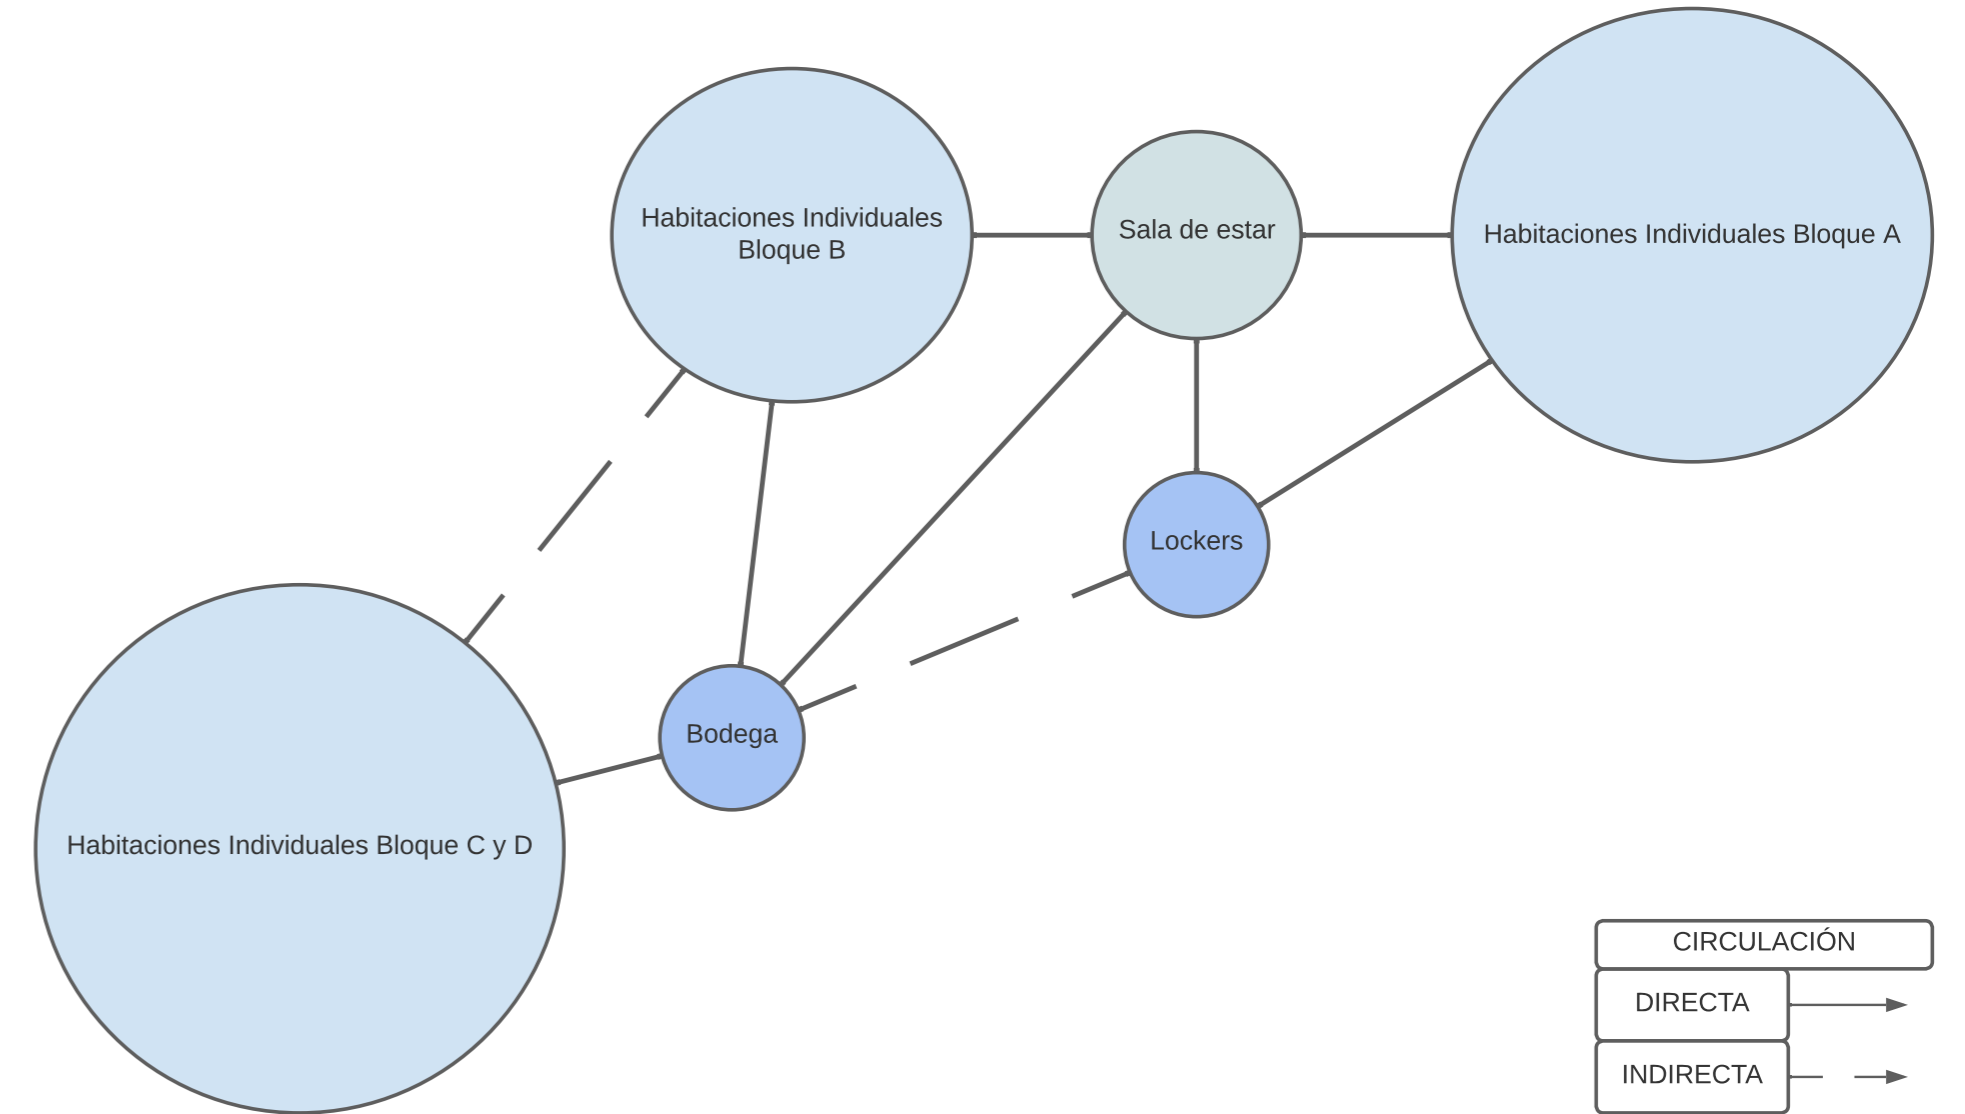 Habitaciones Individuales
Bloque B
Sala de estar
Habitaciones Individuales Bloque A
Lockers
Bodega
Habitaciones Individuales Bloque C y D
CIRCULACIÓN
DIRECTA
INDIRECTA